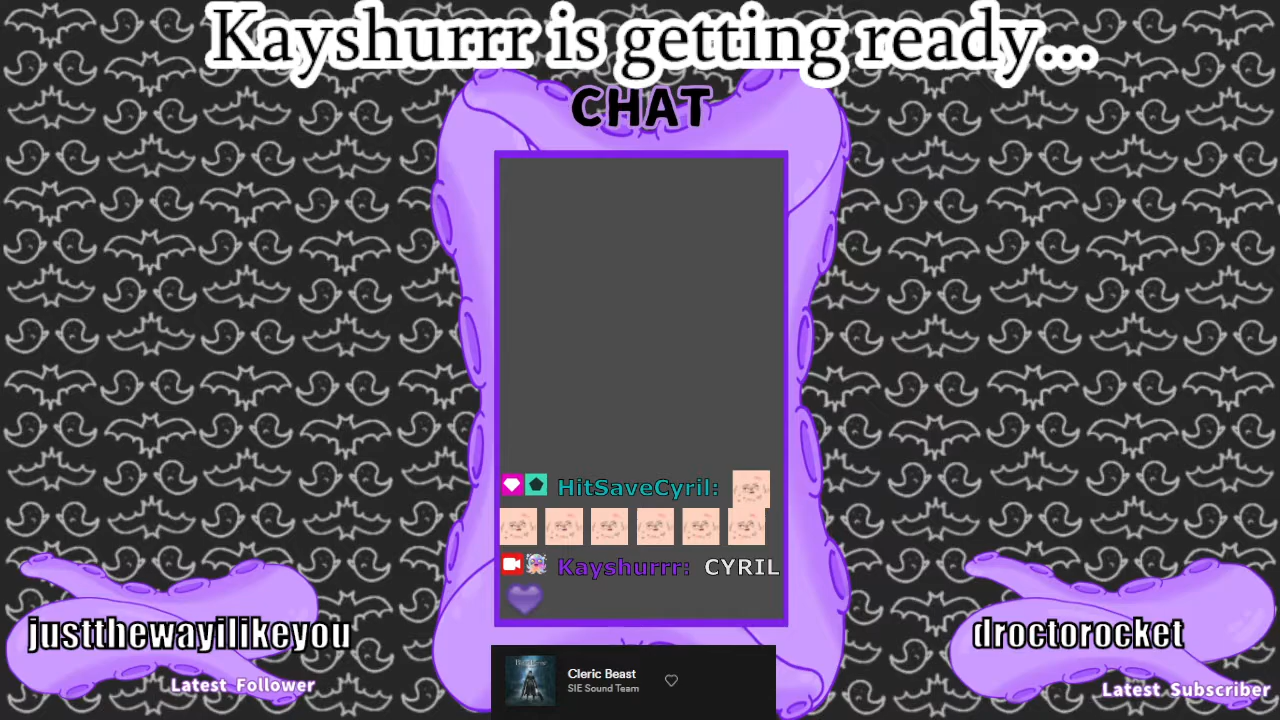 Kayshurrr is getting ready...
CHAT
HitSaveCyril:
Kayshurrr: CYRIL
justthewayilikeyou
Latest Follower
droctorocket
Latest Subscriber
Cleric Beast
SIE Sound Team